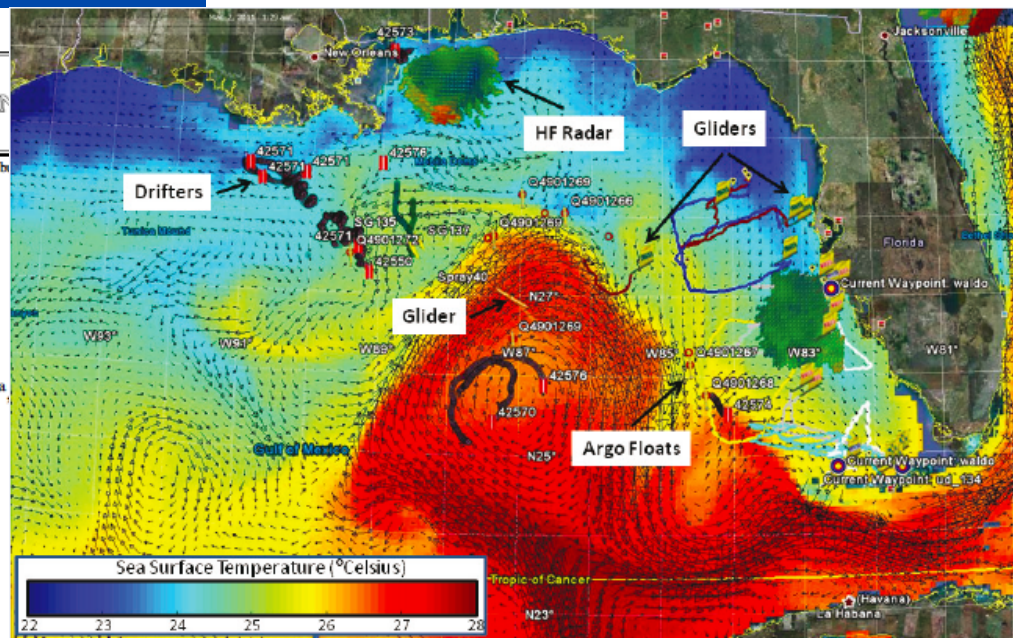 42573
Jacksonville
New Orleans
HF Radar
Gliders
42571
42571
42571
42576
Drifters
Q4901269
Q4901266
SG 135
SG 137
42571
Q4901272
Q4901269
Florida
42550
Spray40
Current Waypoint: waldo
N27°
Glider
Q4901269
W93°
W91°
W89°
W87°
W85°
Q4901267
W83°
W81°
42576
Q4901268
42570
42574
Argo Floats
Gulf of Mexico
N25°
Current Waypoint: waldo
Current Waypoint: ud_134
Sea Surface Temperature (°Celsius)
22 23 24 25 26 27 28
Tropic of Cancer
N23°
(Havana)
La Habana